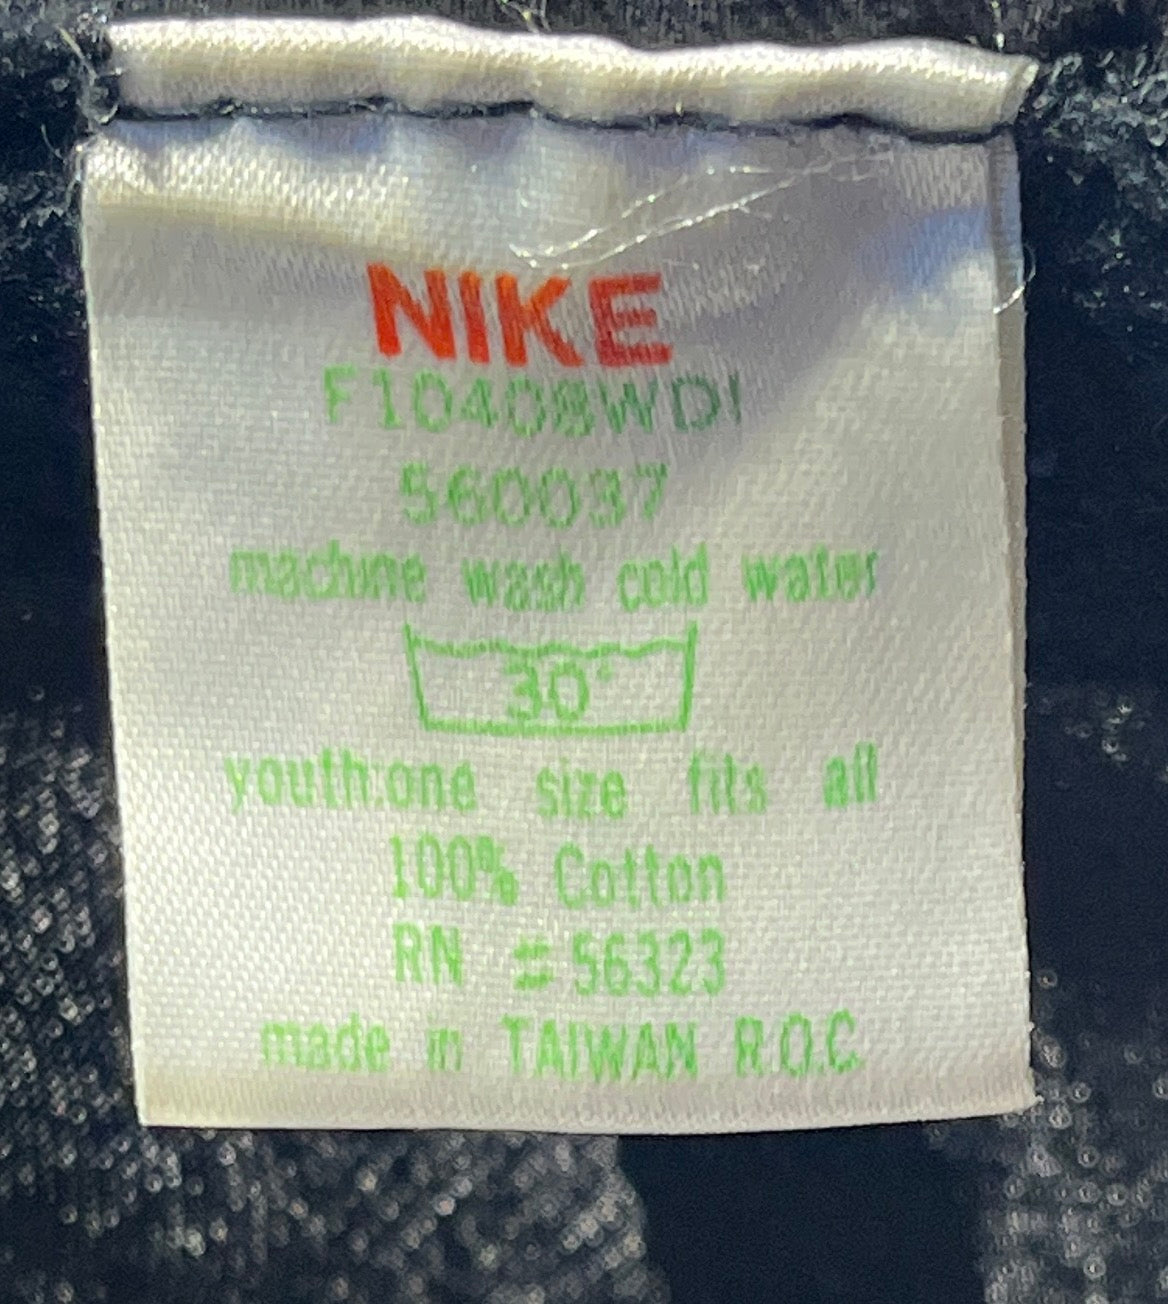 NIKE
F10408WDI
560037
machine wash cold water
30°
youth:one size fits all
100% Cotton
RN =56323
made in TAIWAN R.O.C